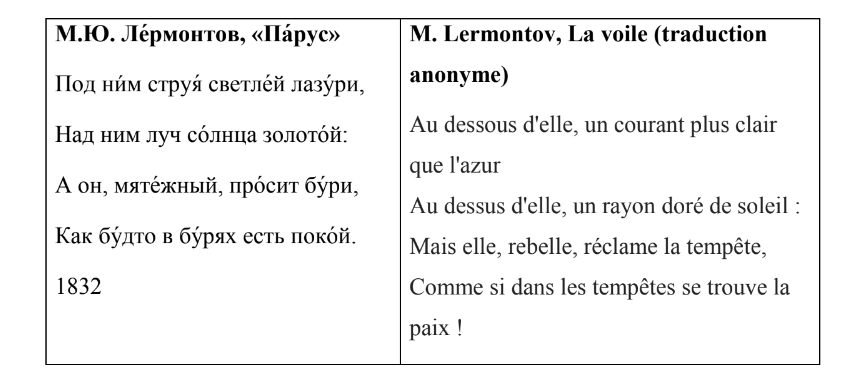 М.Ю. Ле́рмонтов, «Па́рус»
Под ни́м струя́ светле́й лазу́ри,
Над ним луч со́лнца золото́й:
А он, мяте́жный, про́сит бу́ри,
Как бу́дто в бу́рях есть поко́й.
1832
M. Lermontov, La voile (traduction
anonyme)
Au dessous d'elle, un courant plus clair
que l'azur
Au dessus d'elle, un rayon doré de soleil :
Mais elle, rebelle, réclame la tempête,
Comme si dans les tempêtes se trouve la
paix !